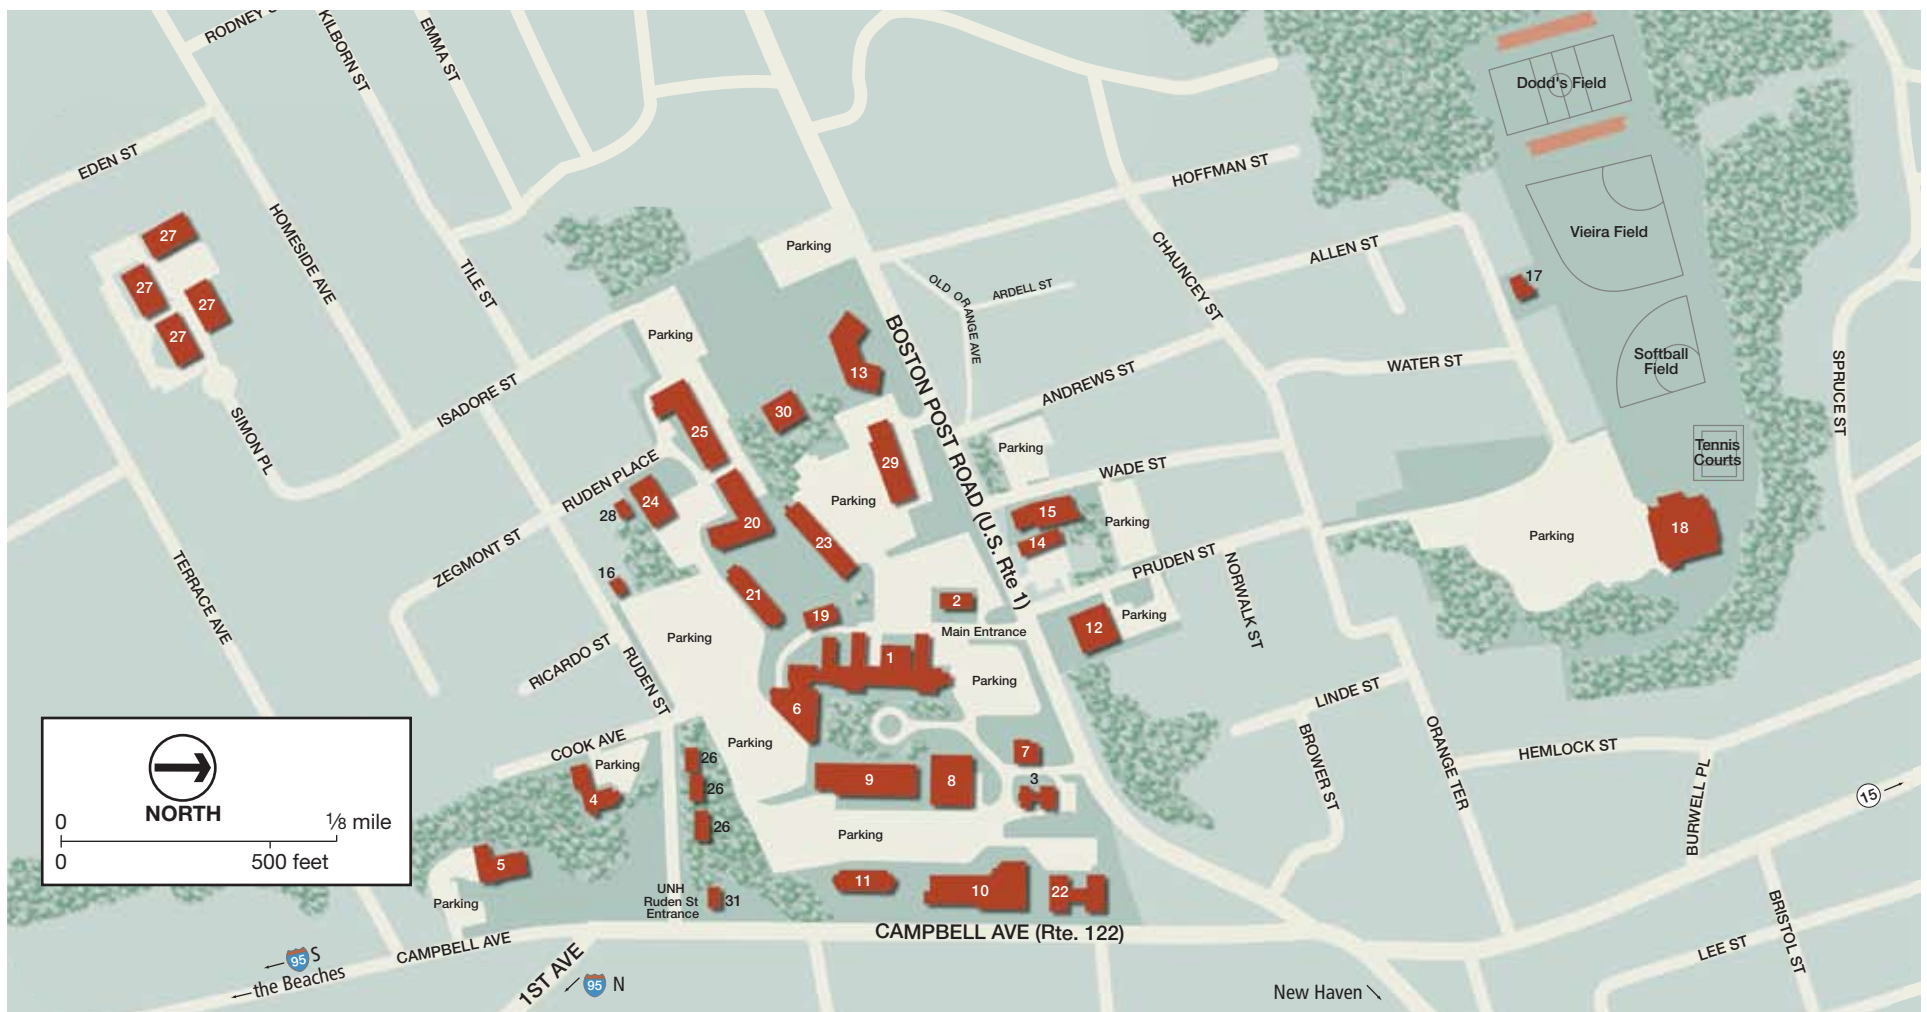 RODNEY S
KILBORN ST
EMMA ST
EDEN ST
HOMESIDE AVE
TILE ST
ISADORE ST
SIMON PL
TERRACE AVE
ZEGMONT ST
RUDEN PLACE
RICARDO ST
RUDEN ST
COOK AVE
27
27
27
27
Parking
Parking
13
30
25
29
Parking
24
28
20
23
16
21
19
2
Main Entrance
Parking
1
6
Parking
Parking
7
3
8
9
Parking
26
26
26
Parking
4
5
Parking
11
10
22
31
UNH
Ruden St
Entrance
BOSTON POST ROAD (U.S. Rte 1)
OLD ORANGE AVE
ARDELL ST
HOFFMAN ST
CHAUNCEY ST
ALLEN ST
ANDREWS ST
WATER ST
Parking
WADE ST
15
14
Parking
PRUDEN ST
12
Parking
NORWALK ST
LINDE ST
BROWER ST
ORANGE TER
HEMLOCK ST
BURWELL PL
15
BRISTOL ST
LEE ST
SPRUCE ST
Dodd's Field
Vieira Field
17
Softball
Field
Tennis
Courts
18
Parking
NORTH
0
⅛ mile
0
500 feet
CAMPBELL AVE
CAMPBELL AVE (Rte. 122)
95 S
the Beaches
1ST AVE
95 N
New Haven